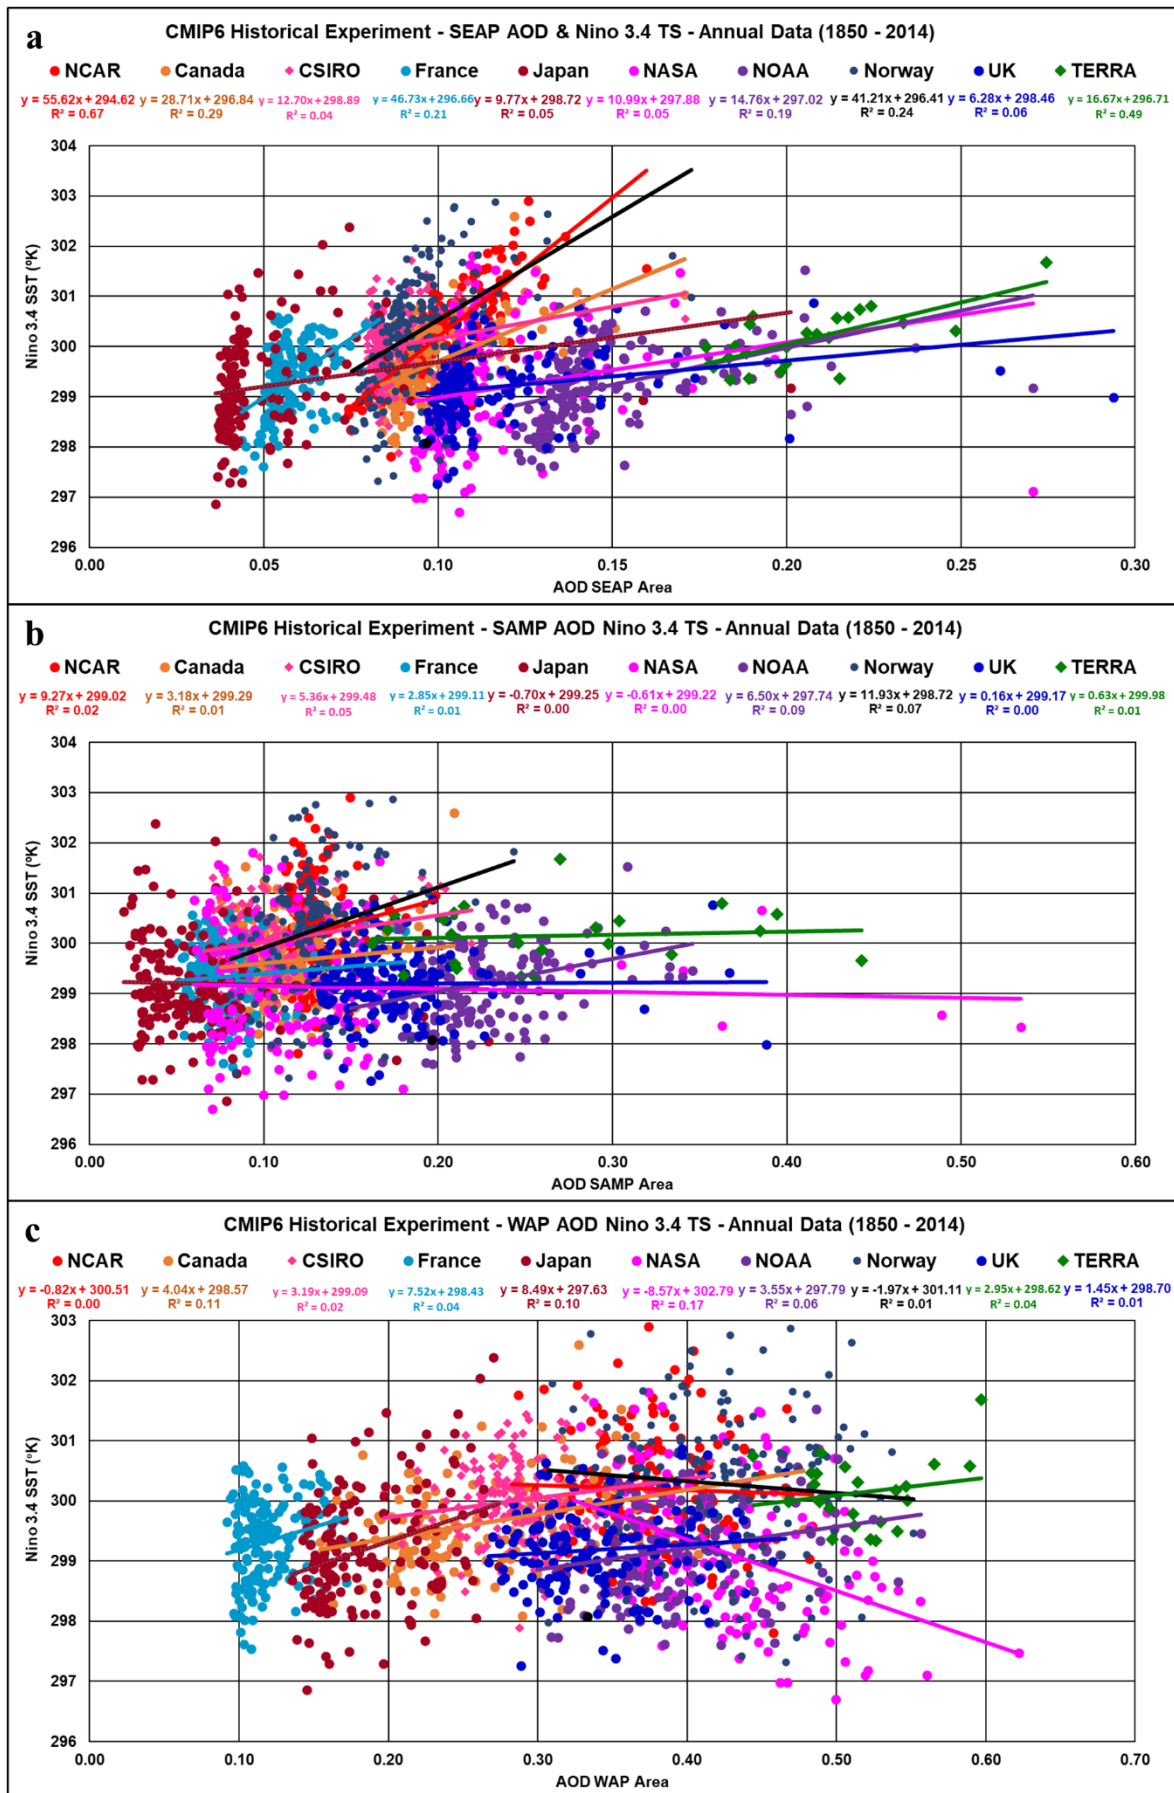 a
CMIP6 Historical Experiment - SEAP AOD & Nino 3.4 TS - Annual Data (1850 - 2014)
NCAR Canada CSIRO France Japan NASA NOAA Norway UK TERRA
y = 55.62x + 294.62 y = 28.71x + 296.84 y = 12.70x + 298.89 y = 46.73x + 296.66 y = 9.77x + 298.72 y = 10.99x + 297.88 y = 14.76x + 297.02 y = 41.21x + 296.41 y = 6.28x + 298.46 y = 16.67x + 296.71
R² = 0.67 R² = 0.29 R² = 0.04 R² = 0.21 R² = 0.05 R² = 0.05 R² = 0.19 R² = 0.24 R² = 0.06 R² = 0.49
304
303
302
301
300
299
298
297
296
Nino 3.4 SST (ºK)
0.00 0.05 0.10 0.15 0.20 0.25 0.30
AOD SEAP Area
b
CMIP6 Historical Experiment - SAMP AOD Nino 3.4 TS - Annual Data (1850 - 2014)
NCAR Canada CSIRO France Japan NASA NOAA Norway UK TERRA
y = 9.27x + 299.02 y = 3.18x + 299.29 y = 5.36x + 299.48 y = 2.85x + 299.11 y = -0.70x + 299.25 y = -0.61x + 299.22 y = 6.50x + 297.74 y = 11.93x + 298.72 y = 0.16x + 299.17 y = 0.63x + 299.98
R² = 0.02 R² = 0.01 R² = 0.05 R² = 0.01 R² = 0.00 R² = 0.00 R² = 0.09 R² = 0.07 R² = 0.00 R² = 0.01
304
303
302
301
300
299
298
297
296
Nino 3.4 SST (ºK)
0.00 0.10 0.20 0.30 0.40 0.50 0.60
AOD SAMP Area
c
CMIP6 Historical Experiment - WAP AOD Nino 3.4 TS - Annual Data (1850 - 2014)
NCAR Canada CSIRO France Japan NASA NOAA Norway UK TERRA
y = -0.82x + 300.51 y = 4.04x + 298.57 y = 3.19x + 299.09 y = 7.52x + 298.43 y = 8.49x + 297.63 y = -8.57x + 302.79 y = 3.55x + 297.79 y = -1.97x + 301.11 y = 2.95x + 298.62 y = 1.45x + 298.70
R² = 0.00 R² = 0.11 R² = 0.02 R² = 0.04 R² = 0.10 R² = 0.17 R² = 0.06 R² = 0.01 R² = 0.04 R² = 0.01
303
302
301
300
299
298
297
296
Nino 3.4 SST (ºK)
0.00 0.10 0.20 0.30 0.40 0.50 0.60 0.70
AOD WAP Area